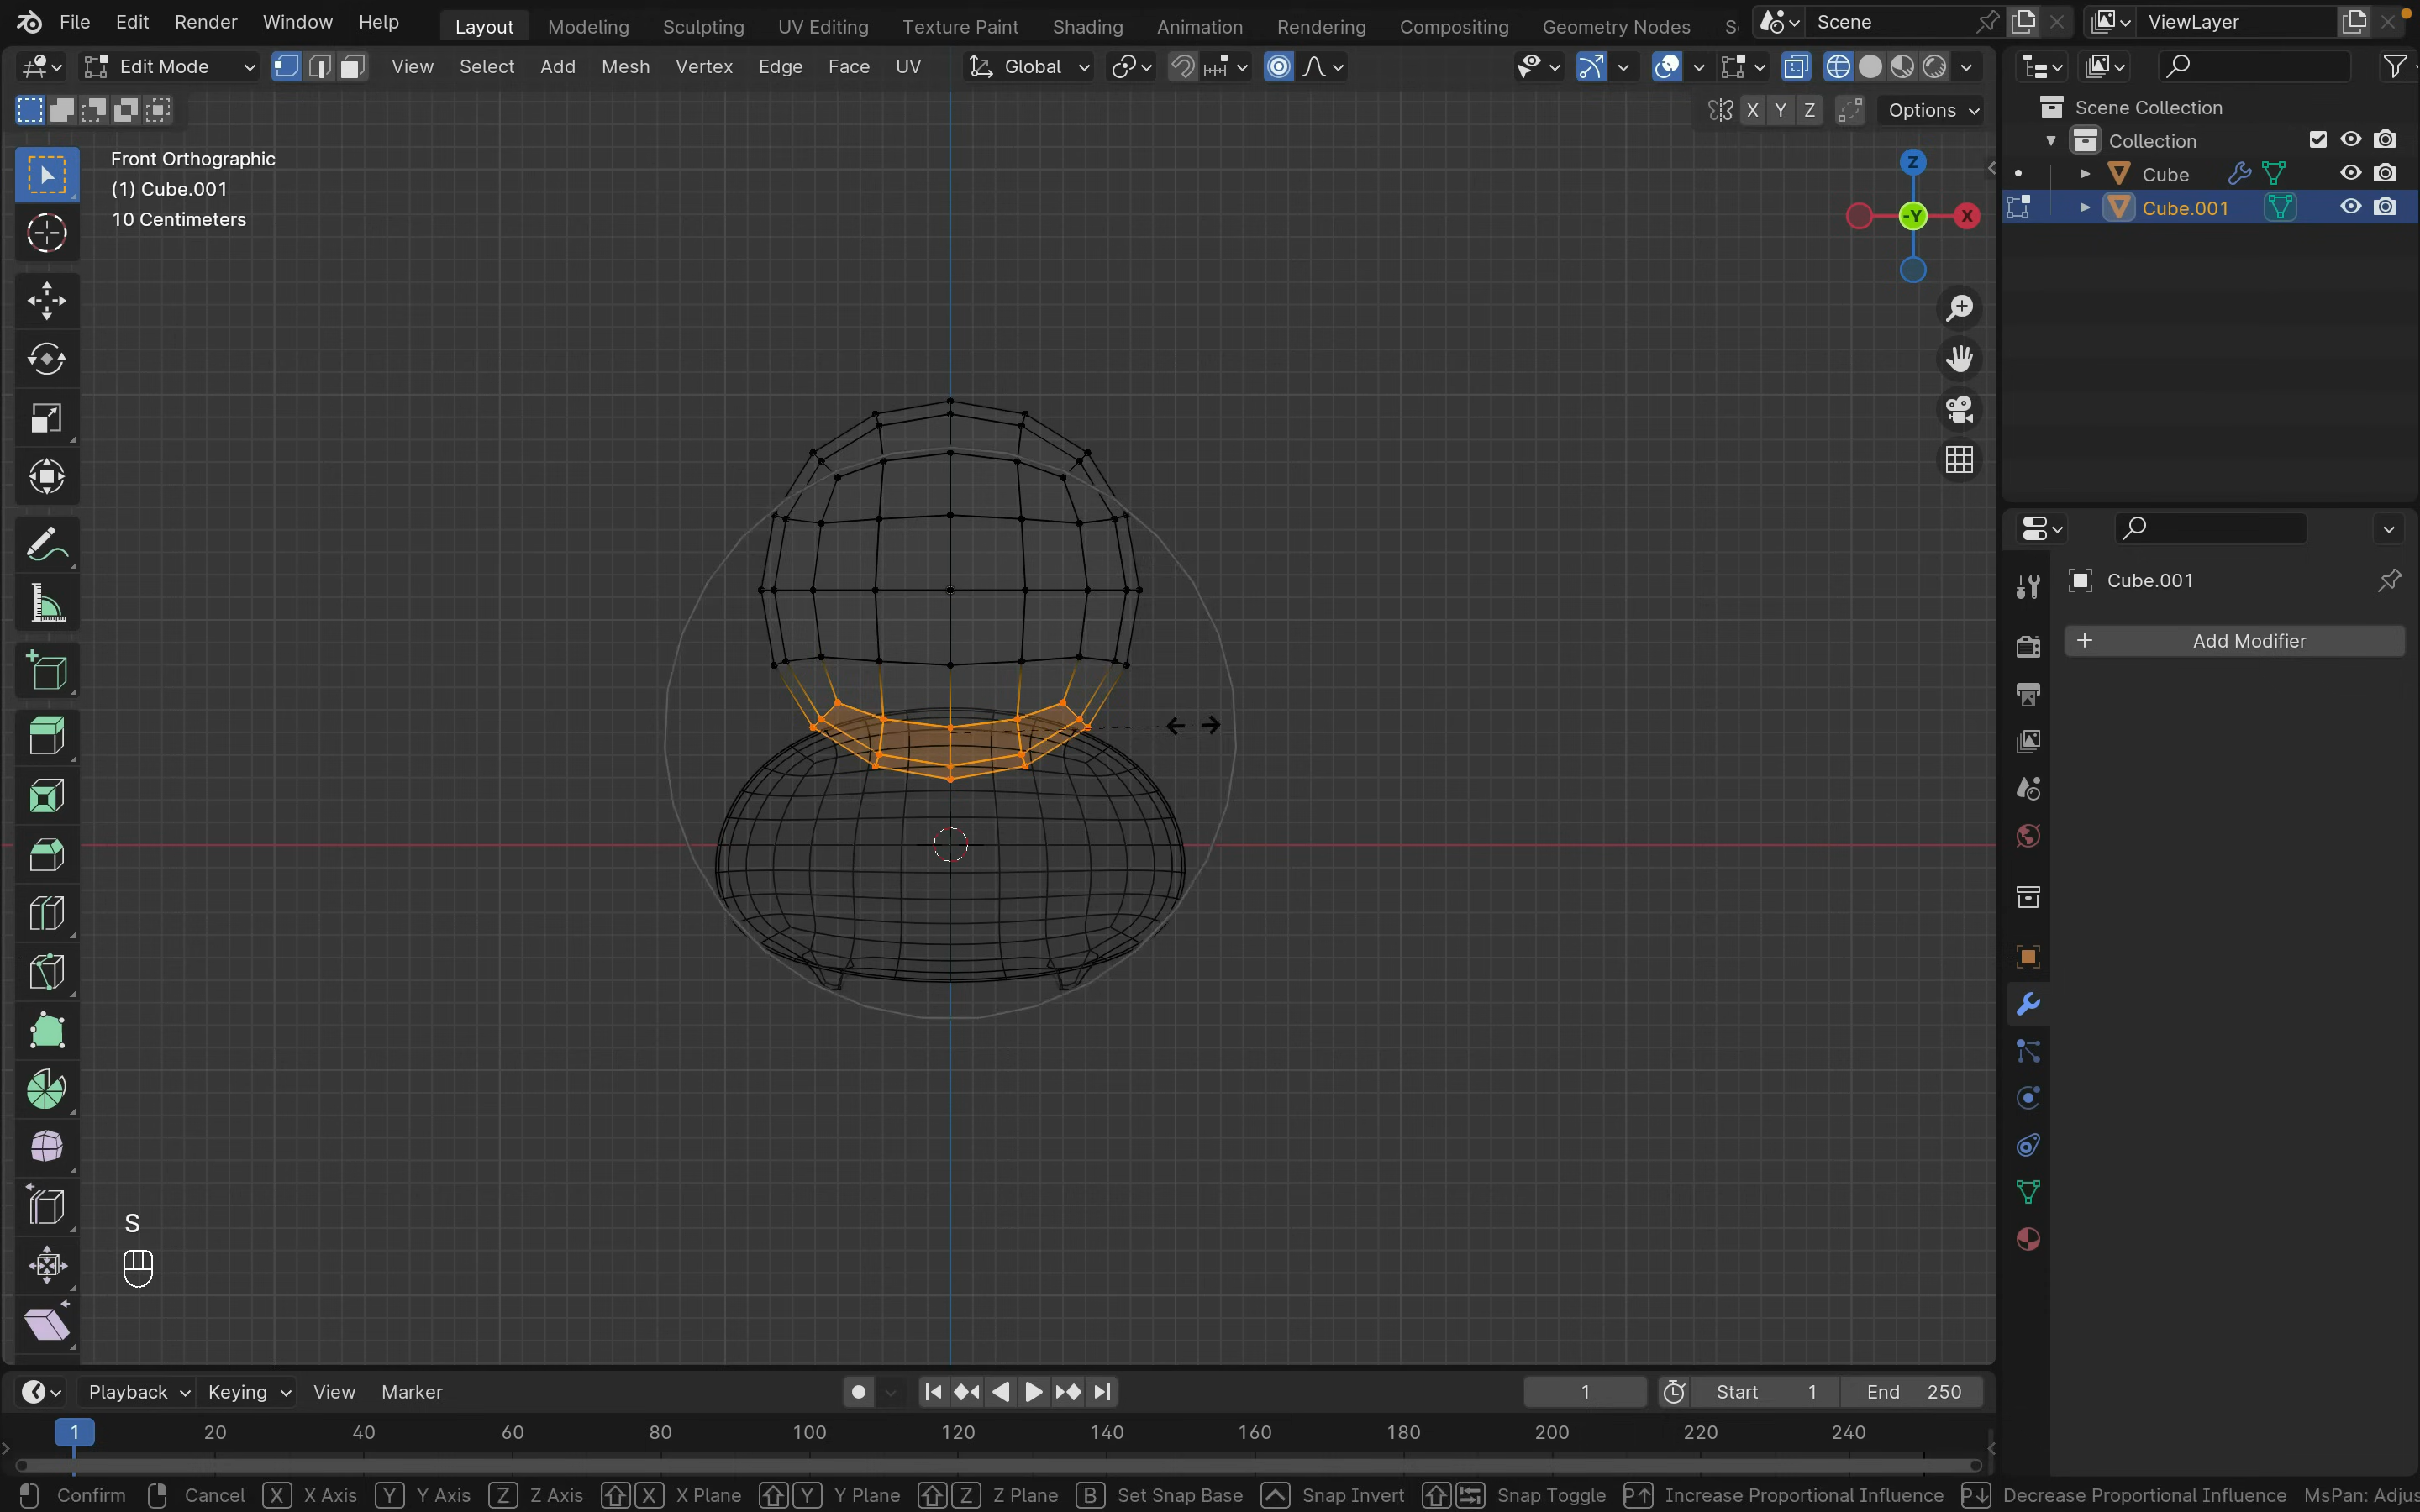 File Edit Render Window Help Layout Modeling Sculpting UV Editing Texture Paint Shading Animation Rendering Compositing Geometry Nodes S Scene ViewLayer
Edit Mode View Select Add Mesh Vertex Edge Face UV Global
X Y Z Options
Front Orthographic
(1) Cube.001
10 Centimeters
Z
-Y
X
Scene Collection
Collection
Cube
Cube.001
Cube.001
+ Add Modifier
S
Playback Keying View Marker 1 Start 1 End 250
1 20 40 60 80 100 120 140 160 180 200 220 240
Confirm Cancel X X Axis Y Y Axis Z Z Axis X X Plane Y Y Plane Z Z Plane B Set Snap Base Snap Invert Snap Toggle P↑ Increase Proportional Influence P↓ Decrease Proportional Influence MsPan: Adjus